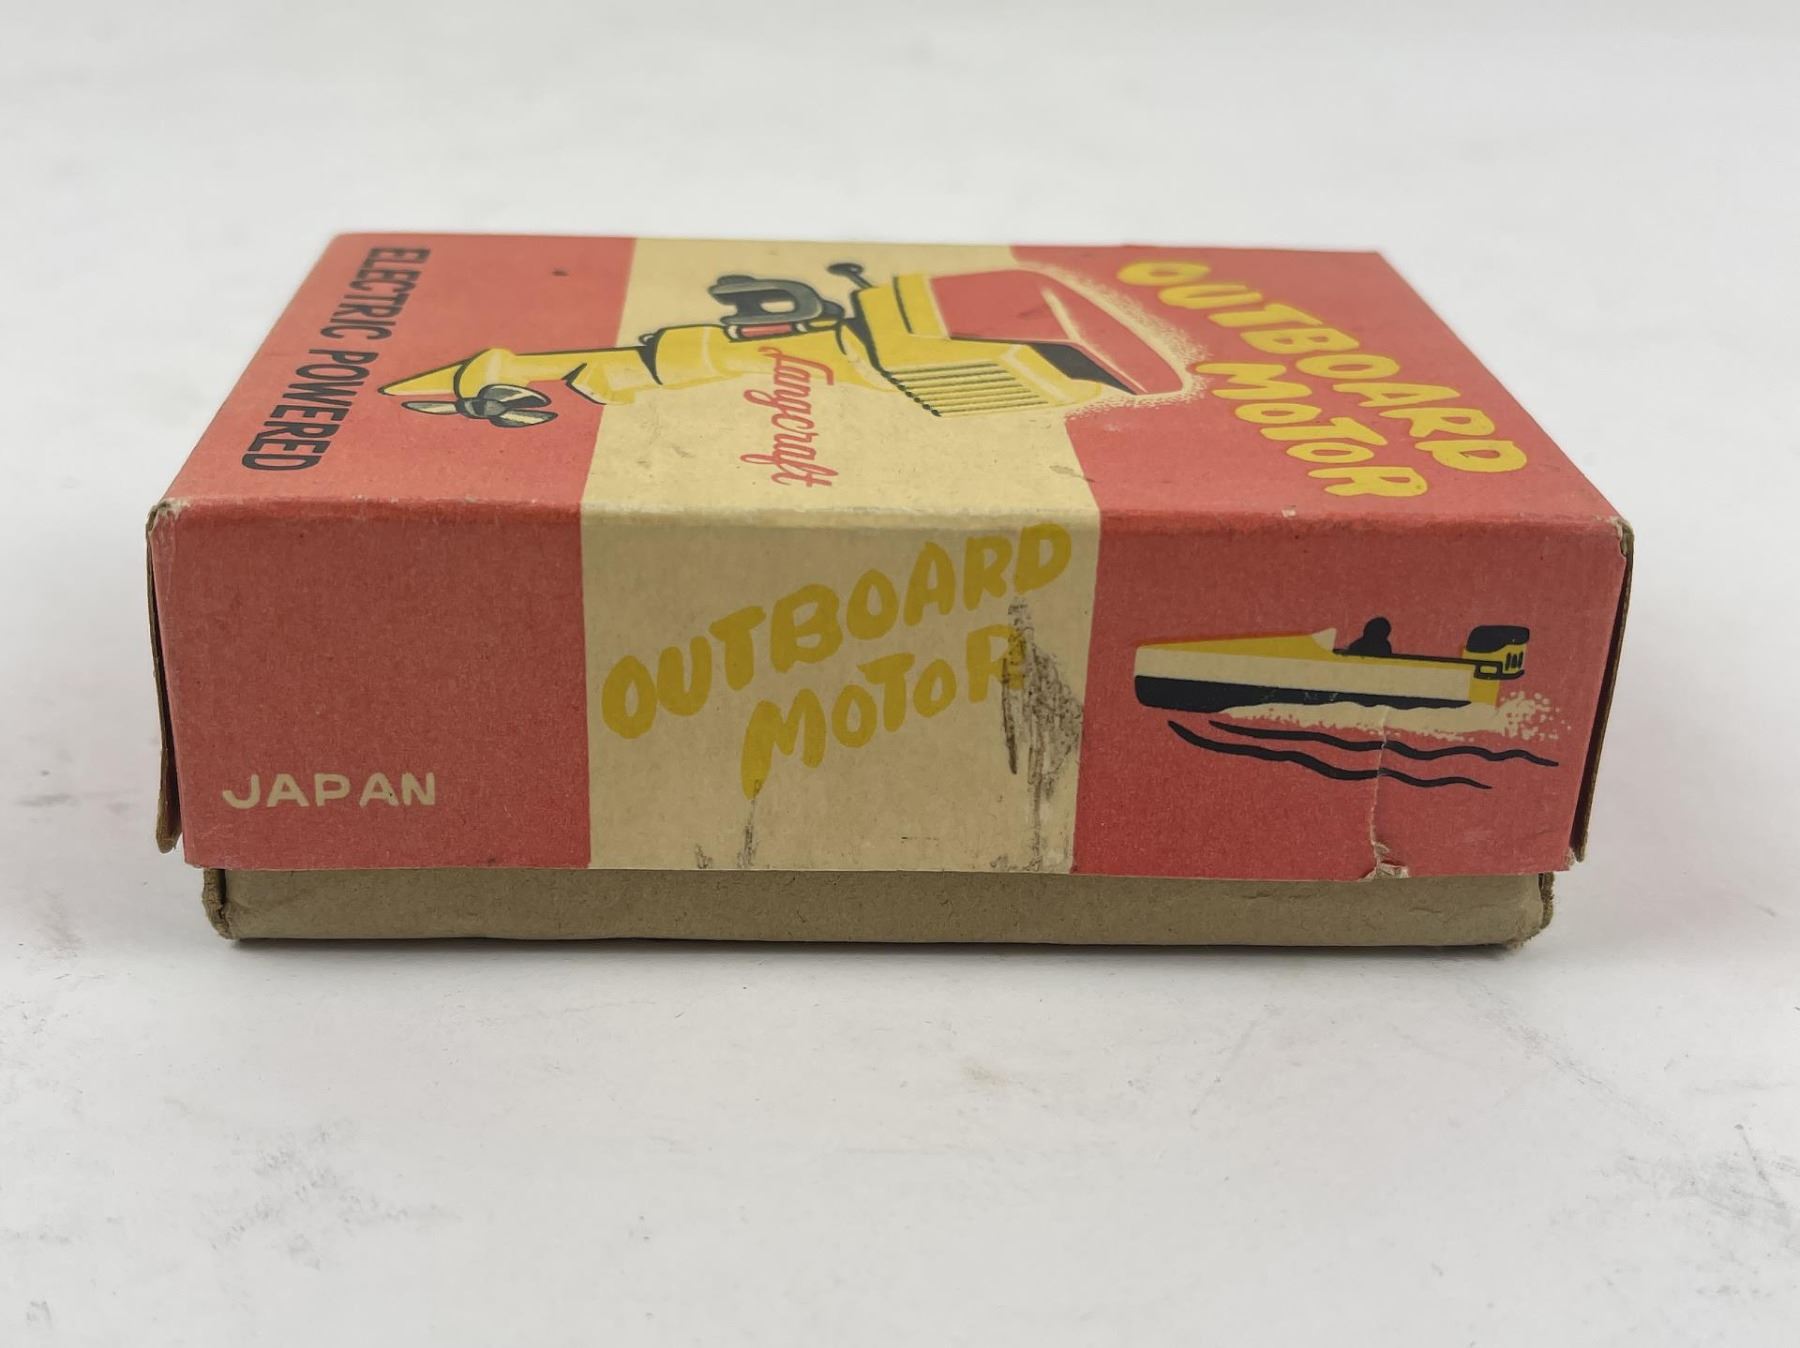 OUTBOARD
MOTOR
Langcraft
ELECTRIC POWERED
OUTBOARD
MOTOR
JAPAN